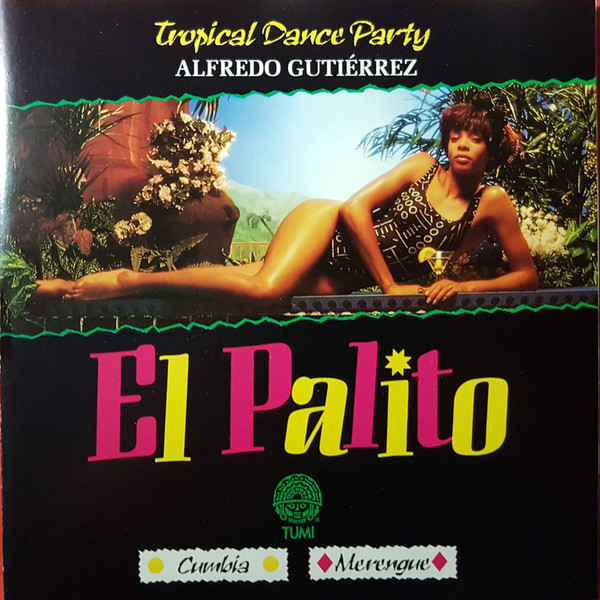 Tropical Dance Party
ALFREDO GUTIÉRREZ
El Palito
TUMI
Cumbia
Merengue